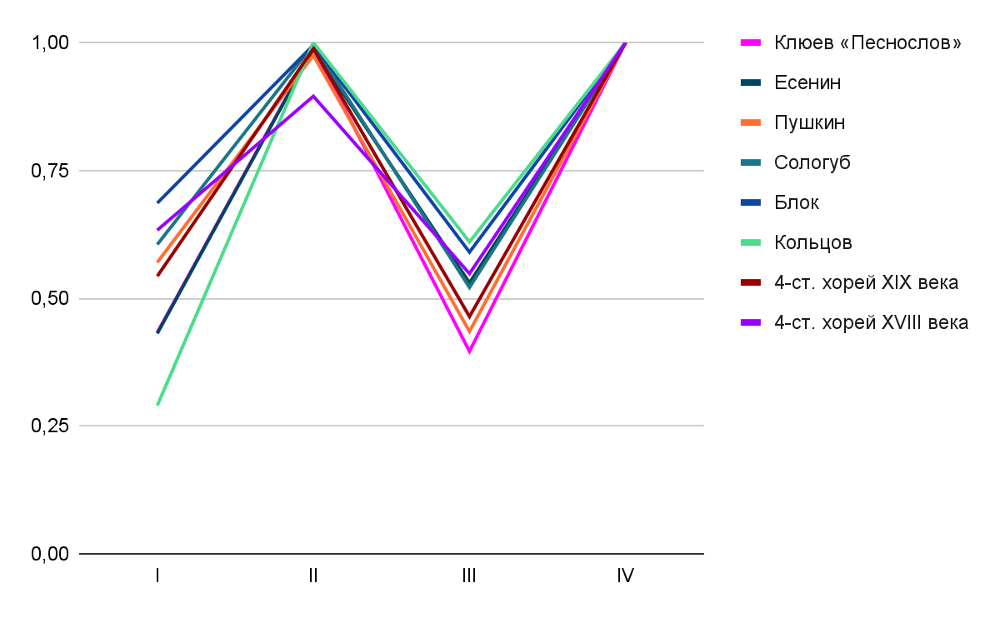 1,00
0,75
0,50
0,25
0,00
I II III IV
Клюев «Песнослов»
Есенин
Пушкин
Сологуб
Блок
Кольцов
4-ст. хорей XIX века
4-ст. хорей XVIII века